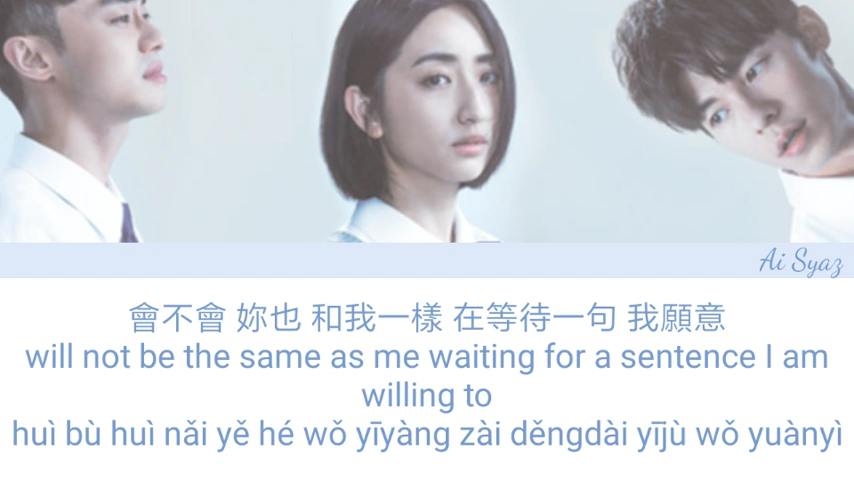 Ai Syaz
會不會 妳也 和我一樣 在等待一句 我願意
will not be the same as me waiting for a sentence I am
willing to
huì bù huì nǎi yě hé wǒ yīyàng zài děngdài yījù wǒ yuànyì